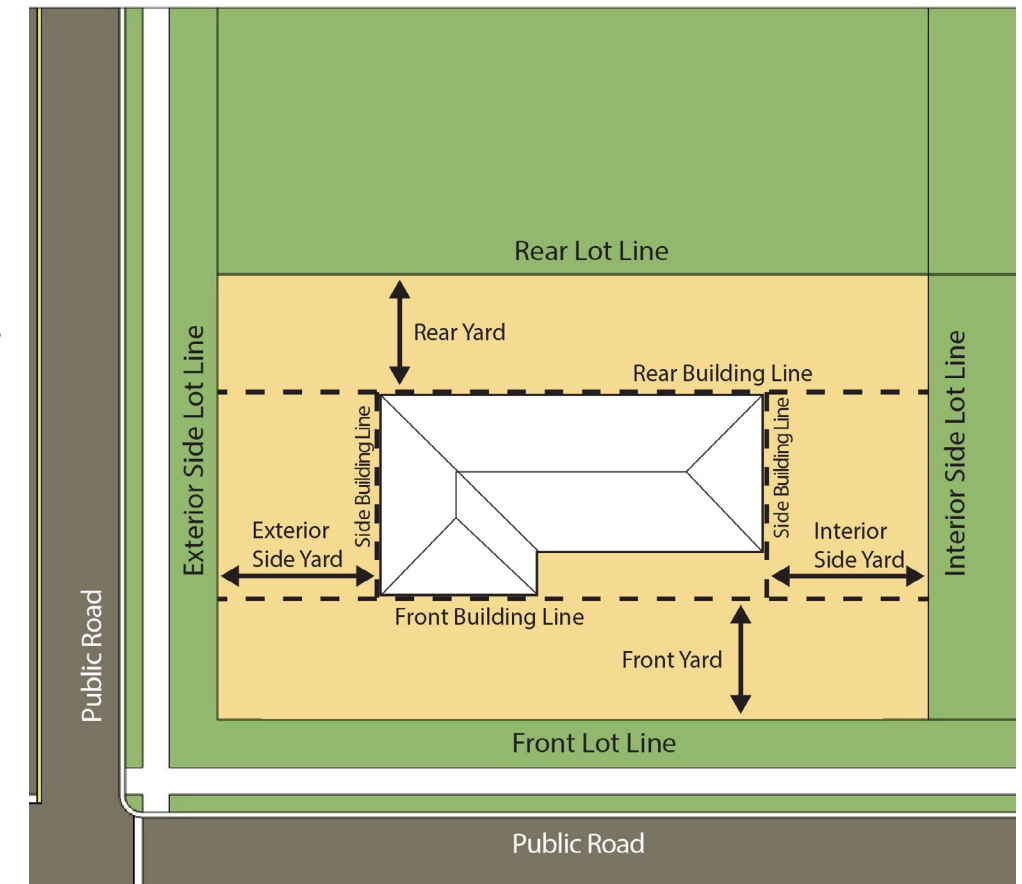 Rear Lot Line
Rear Yard
Rear Building Line
Exterior Side Lot Line
Side Building Line
Side Building Line
Interior Side Lot Line
Exterior
Side Yard
Interior
Side Yard
Front Building Line
Front Yard
Public Road
Front Lot Line
Public Road